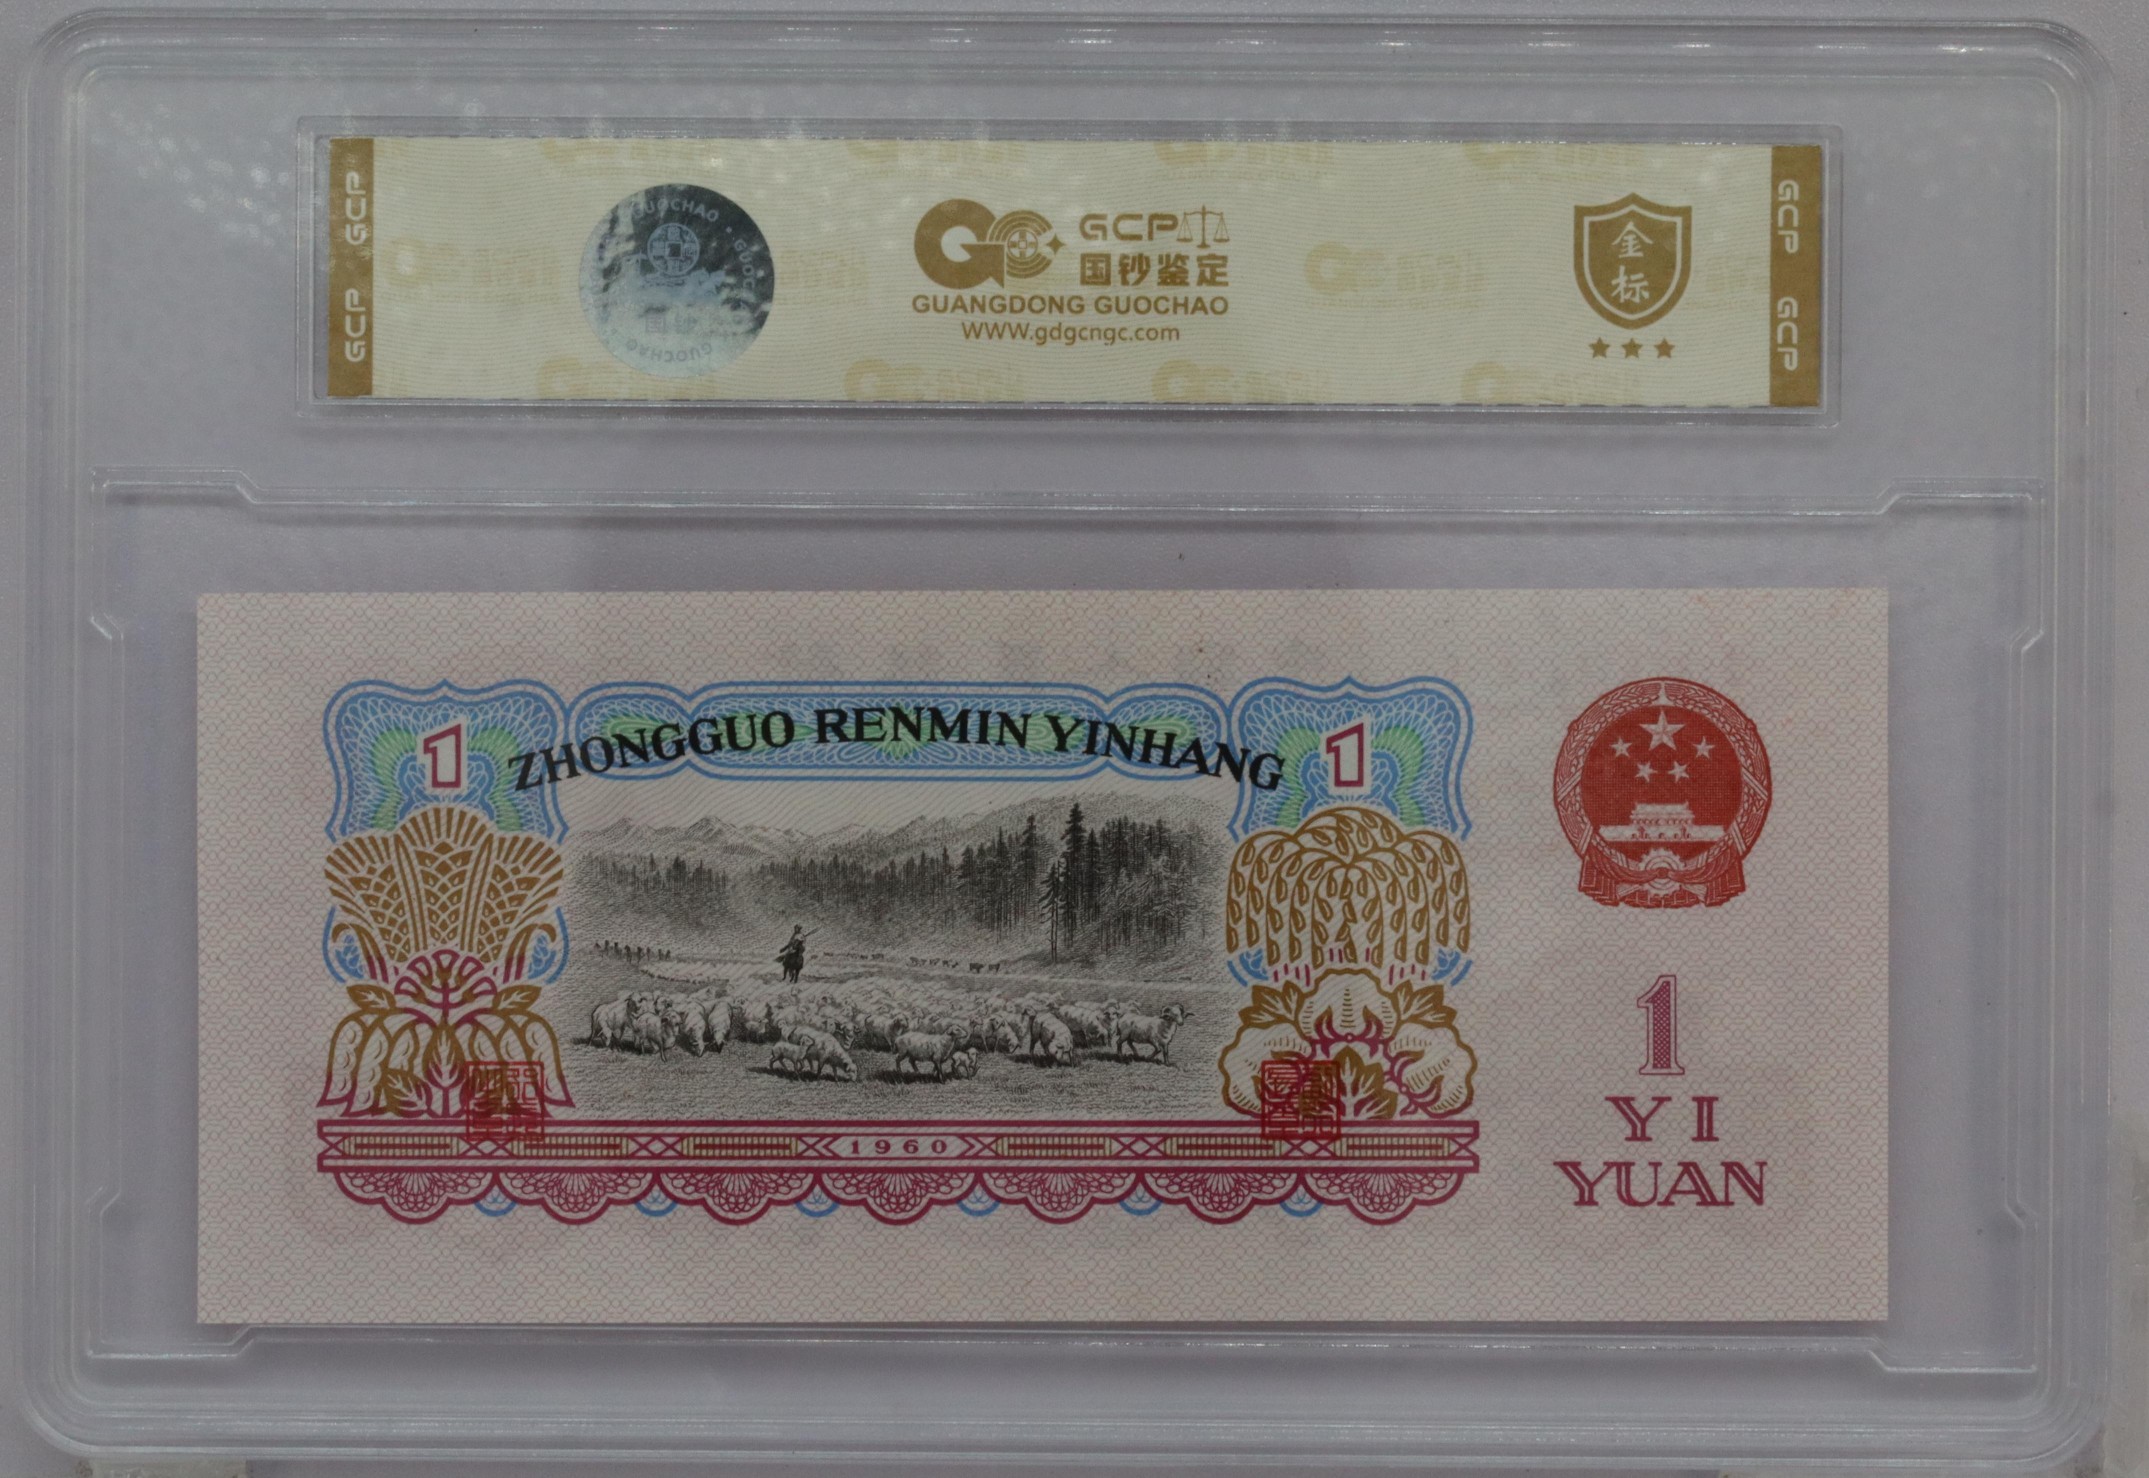 GCP GCP
GUOCHAO
GUOCHAO
GCP
国钞鉴定
GUANGDONG GUOCHAO
WWW.gdgcngc.com
金标
GCP GCP
ZHONGGUO RENMIN YINHANG
1
1
1960
1
YI
YUAN